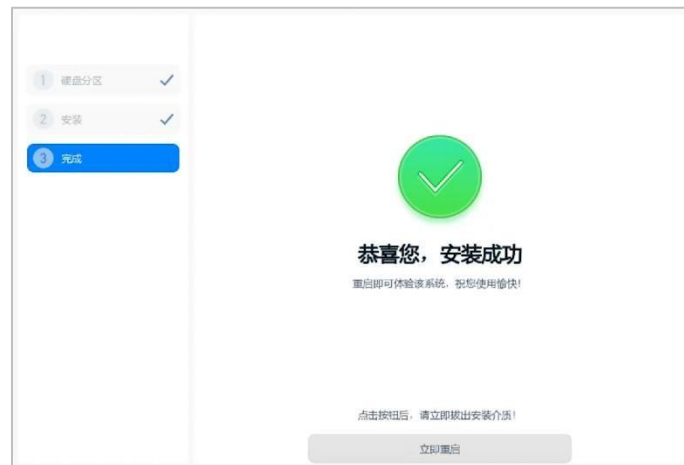 1 硬盘分区
2 安装
3 完成
恭喜您，安装成功
重启即可体验该系统，祝您使用愉快！
点击按钮后，请立即拔出安装介质！
立即重启